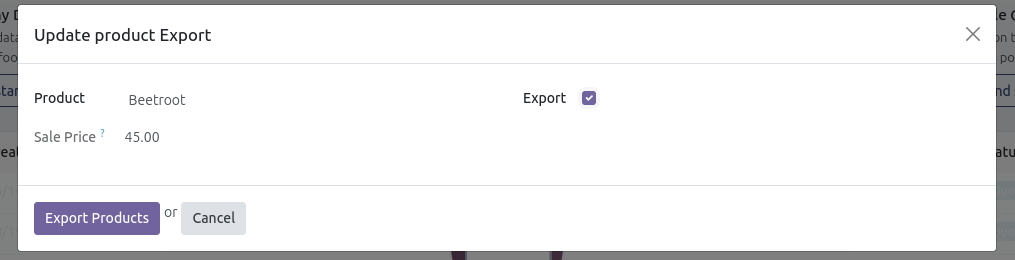 Update product Export
Product Beetroot Export
Sale Price ? 45.00
Export Products or Cancel